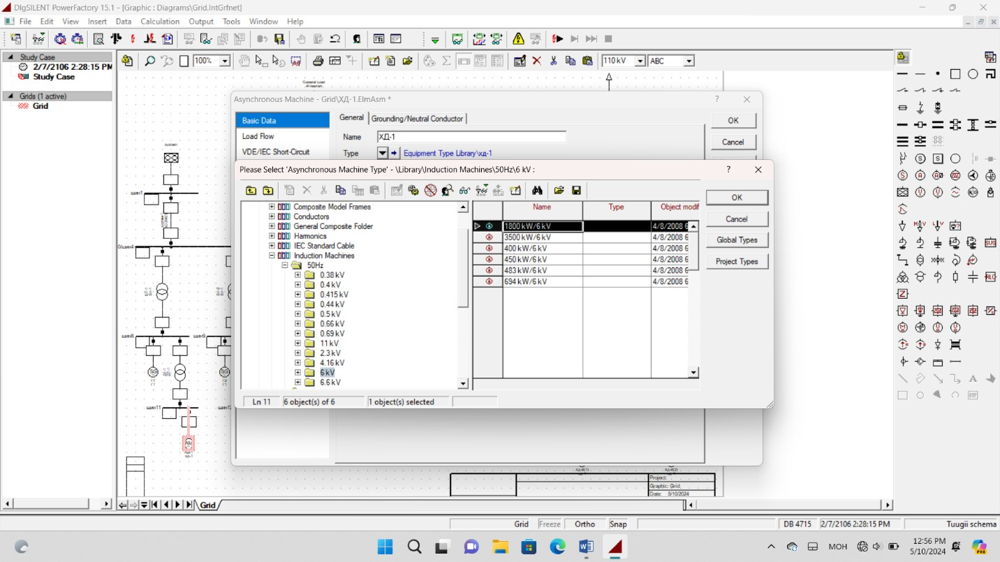 DIgSILENT PowerFactory 15.1 - [Graphic : Diagrams\Grid.IntGrfnet]
File Edit View Insert Data Calculation Output Tools Window Help
100%
110 kV
ABC
Study Case
2/7/2106 2:28:15 PM
Study Case
Grids (1 active)
Grid
General Load
system
шин1
шин8
шин9
шин11
SG
SG
Asynchronous Machine - Grid\ХД-1.ElmAsm *
?
Basic Data
Load Flow
VDE/IEC Short-Circuit
General
Grounding/Neutral Conductor
Name
ХД-1
Type
Equipment Type Library\хд-1
OK
Cancel
Please Select 'Asynchronous Machine Type' - \Library\Induction Machines\50Hz\6 kV :
?
Composite Model Frames
Conductors
General Composite Folder
Harmonics
IEC Standard Cable
Induction Machines
50Hz
0.38 kV
0.4 kV
0.415 kV
0.44 kV
0.5 kV
0.66 kV
0.69 kV
11 kV
2.3 kV
4.16 kV
6 kV
6.6 kV
Name Type Object modif
1800 kW/6 kV 4/8/2008 6
3500 kW/6 kV 4/8/2008 6
400 kW/6 kV 4/8/2008 6
450 kW/6 kV 4/8/2008 6
483 kW/6 kV 4/8/2008 6
694 kW/6 kV 4/8/2008 6
OK
Cancel
Global Types
Project Types
Ln 11
6 object(s) of 6
1 object(s) selected
Project:
Graphic: Grid
Date: 5/10/2024
Grid
Grid Freeze Ortho Snap
DB 4715
2/7/2106 2:28:15 PM
Tuugii schema
МОН
12:56 PM
5/10/2024
PRE